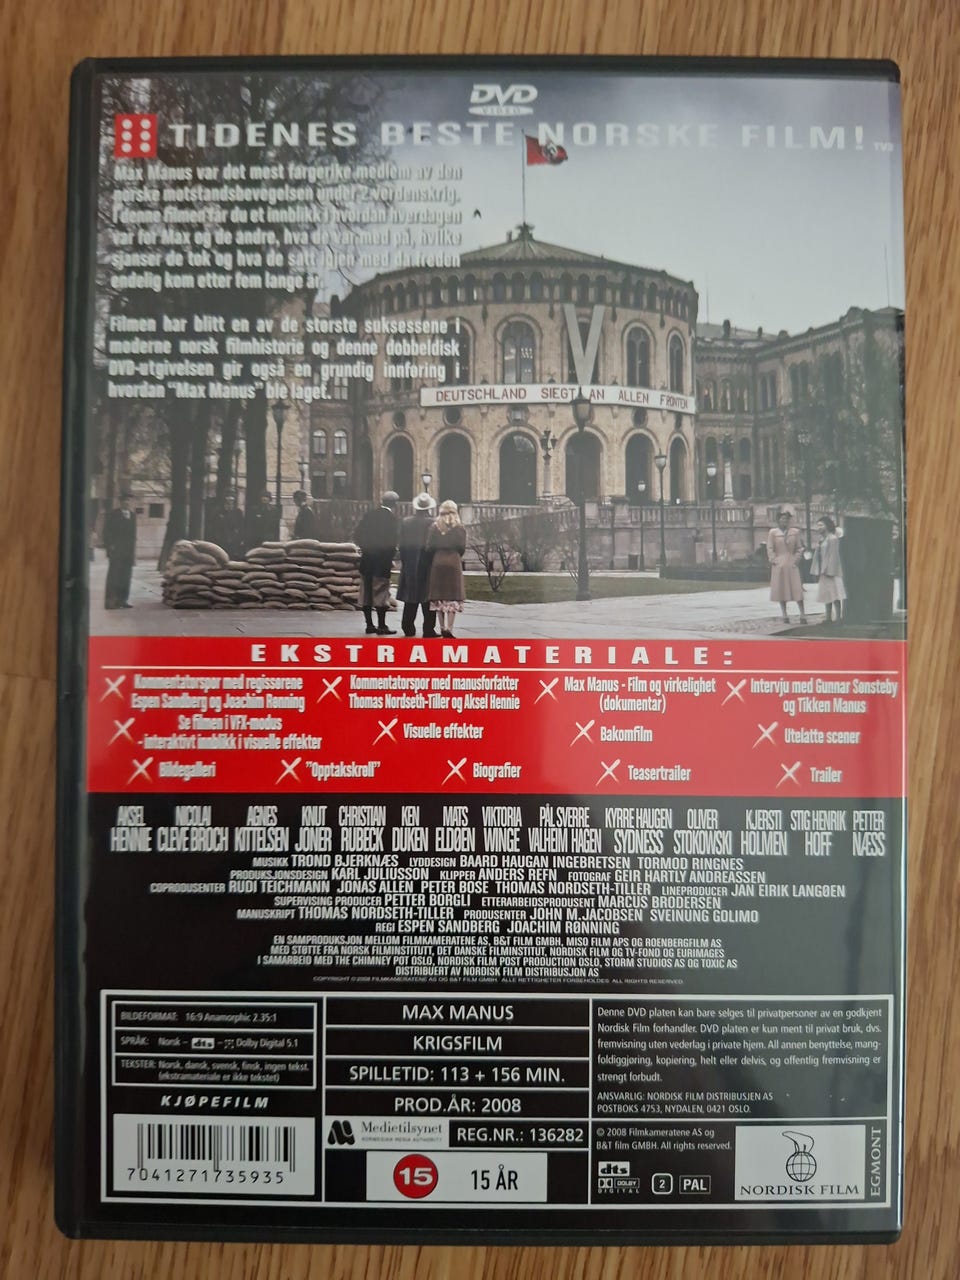 DVD
VIDEO
TIDENES BESTE NORSKE FILM!
TV2
Max Manus var det mest fargerike medlem av den
norske motstandsbevegelsen under 2.verdenskrig.
I denne filmen får du et innblikk i hvordan hverdagen
var for Max og de andre, hva de var med på, hvilke
sjanser de tok og hva de satt igjen med da freden
endelig kom etter fem lange år.
Filmen har blitt en av de største suksessene i
moderne norsk filmhistorie og denne dobbeldisk
DVD-utgivelsen gir også en grundig innføring i
hvordan "Max Manus" ble laget.
V
DEUTSCHLAND SIEGT AN ALLEN FRONTEN
EKSTRAMATERIALE:
Kommentatorspor med regissørene
Espen Sandberg og Joachim Rønning
Kommentatorspor med manusforfatter
Thomas Nordseth-Tiller og Aksel Hennie
Max Manus - Film og virkelighet
(dokumentar)
Intervju med Gunnar Sønsteby
og Tikken Manus
Se filmen i VFX-modus
- interaktivt innblikk i visuelle effekter
Visuelle effekter
Bakomfilm
Utelatte scener
Bildegalleri
"Opptakskroll"
Biografier
Teasertrailer
Trailer
AKSEL HENNIE NICOLAI CLEVE BROCH AGNES KITTELSEN KNUT JONER CHRISTIAN RUBECK KEN DUKEN MATS ELDØEN VIKTORIA WINGE PÅL SVERRE VALHEIM HAGEN KYRRE HAUGEN SYDNESS OLIVER STOKOWSKI KJERSTI HOLMEN STIG HENRIK HOFF PETTER NÆSS
MUSIKK TROND BJERKNÆS LYDDESIGN BAARD HAUGAN INGEBRETSEN TORMOD RINGNES
PRODUKSJONSDESIGN KARL JULIUSSON KLIPPER ANDERS REFN FOTOGRAF GEIR HARTLY ANDREASSEN
COPRODUSENTER RUDI TEICHMANN JONAS ALLEN PETER BOSE THOMAS NORDSETH-TILLER LINEPRODUCER JAN EIRIK LANGØEN
SUPERVISING PRODUCER PETTER BORGLI ETTERARBEIDSPRODUSENT MARCUS BRODERSEN
MANUSKRIPT THOMAS NORDSETH-TILLER PRODUSENTER JOHN M.JACOBSEN SVEINUNG GOLIMO
REGI ESPEN SANDBERG JOACHIM RØNNING
EN SAMPRODUKSJON MELLOM FILMKAMERATENE AS, B&T FILM GMBH, MISO FILM APS OG ROENBERGFILM AS
MED STØTTE FRA NORSK FILMINSTITUTT, DET DANSKE FILMINSTITUT, NORDISK FILM OG TV-FOND OG EURIMAGES
I SAMARBEID MED THE CHIMNEY POT OSLO, NORDISK FILM POST PRODUCTION OSLO, STORM STUDIOS AS OG TOXIC AS
DISTRIBUERT AV NORDISK FILM DISTRIBUSJON AS
COPYRIGHT ©2008 FILMKAMERATENE AS OG B&T FILM GMBH. ALLE RETTIGHETER FORBEHOLDES. ALL RIGHTS RESERVED.
BILDEFORMAT: 16:9 Anamorphic 2.35:1
SPRÅK: Norsk – dts – Dolby Digital 5.1
TEKSTER: Norsk, dansk, svensk, finsk, ingen tekst.
(ekstramateriale er ikke tekstet)
KJØPEFILM
7041271735935
MAX MANUS
KRIGSFILM
SPILLETID: 113 + 156 MIN.
PROD.ÅR: 2008
Medietilsynet
NORWEGIAN MEDIA AUTHORITY
REG.NR.: 136282
15
15 ÅR
Denne DVD platen kan bare selges til privatpersoner av en godkjent
Nordisk Film forhandler. DVD platen er kun ment til privat bruk, dvs.
fremvisning uten vederlag i private hjem. All annen benyttelse, mang-
foldiggjøring, kopiering, helt eller delvis, og offentlig fremvisning er
strengt forbudt.
ANSVARLIG: NORDISK FILM DISTRIBUSJEN AS
POSTBOKS 4753, NYDALEN, 0421 OSLO.
© 2008 Filmkameratene AS og
B&T film GMBH. All rights reserved.
dts
DOLBY
DIGITAL
2
PAL
NORDISK FILM
EGMONT